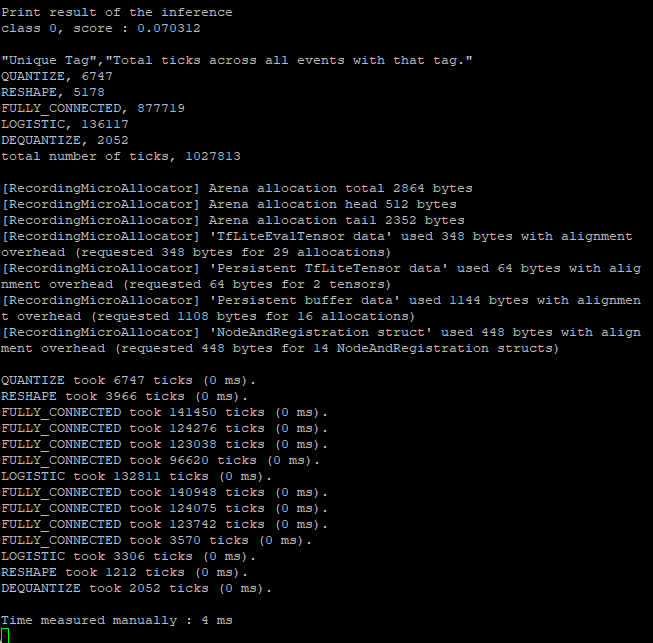 Print result of the inference
class 0, score : 0.070312
"Unique Tag","Total ticks across all events with that tag."
QUANTIZE, 6747
RESHAPE, 5178
FULLY_CONNECTED, 877719
LOGISTIC, 136117
DEQUANTIZE, 2052
total number of ticks, 1027813
[RecordingMicroAllocator] Arena allocation total 2864 bytes
[RecordingMicroAllocator] Arena allocation head 512 bytes
[RecordingMicroAllocator] Arena allocation tail 2352 bytes
[RecordingMicroAllocator] 'TfLiteEvalTensor data' used 348 bytes with alignment
overhead (requested 348 bytes for 29 allocations)
[RecordingMicroAllocator] 'Persistent TfLiteTensor data' used 64 bytes with alig
nment overhead (requested 64 bytes for 2 tensors)
[RecordingMicroAllocator] 'Persistent buffer data' used 1144 bytes with alignmen
t overhead (requested 1108 bytes for 16 allocations)
[RecordingMicroAllocator] 'NodeAndRegistration struct' used 448 bytes with align
ment overhead (requested 448 bytes for 14 NodeAndRegistration structs)
QUANTIZE took 6747 ticks (0 ms).
RESHAPE took 3966 ticks (0 ms).
FULLY_CONNECTED took 141450 ticks (0 ms).
FULLY_CONNECTED took 124276 ticks (0 ms).
FULLY_CONNECTED took 123038 ticks (0 ms).
FULLY_CONNECTED took 96620 ticks (0 ms).
LOGISTIC took 132811 ticks (0 ms).
FULLY_CONNECTED took 140948 ticks (0 ms).
FULLY_CONNECTED took 124075 ticks (0 ms).
FULLY_CONNECTED took 123742 ticks (0 ms).
FULLY_CONNECTED took 3570 ticks (0 ms).
LOGISTIC took 3306 ticks (0 ms).
RESHAPE took 1212 ticks (0 ms).
DEQUANTIZE took 2052 ticks (0 ms).
Time measured manually : 4 ms